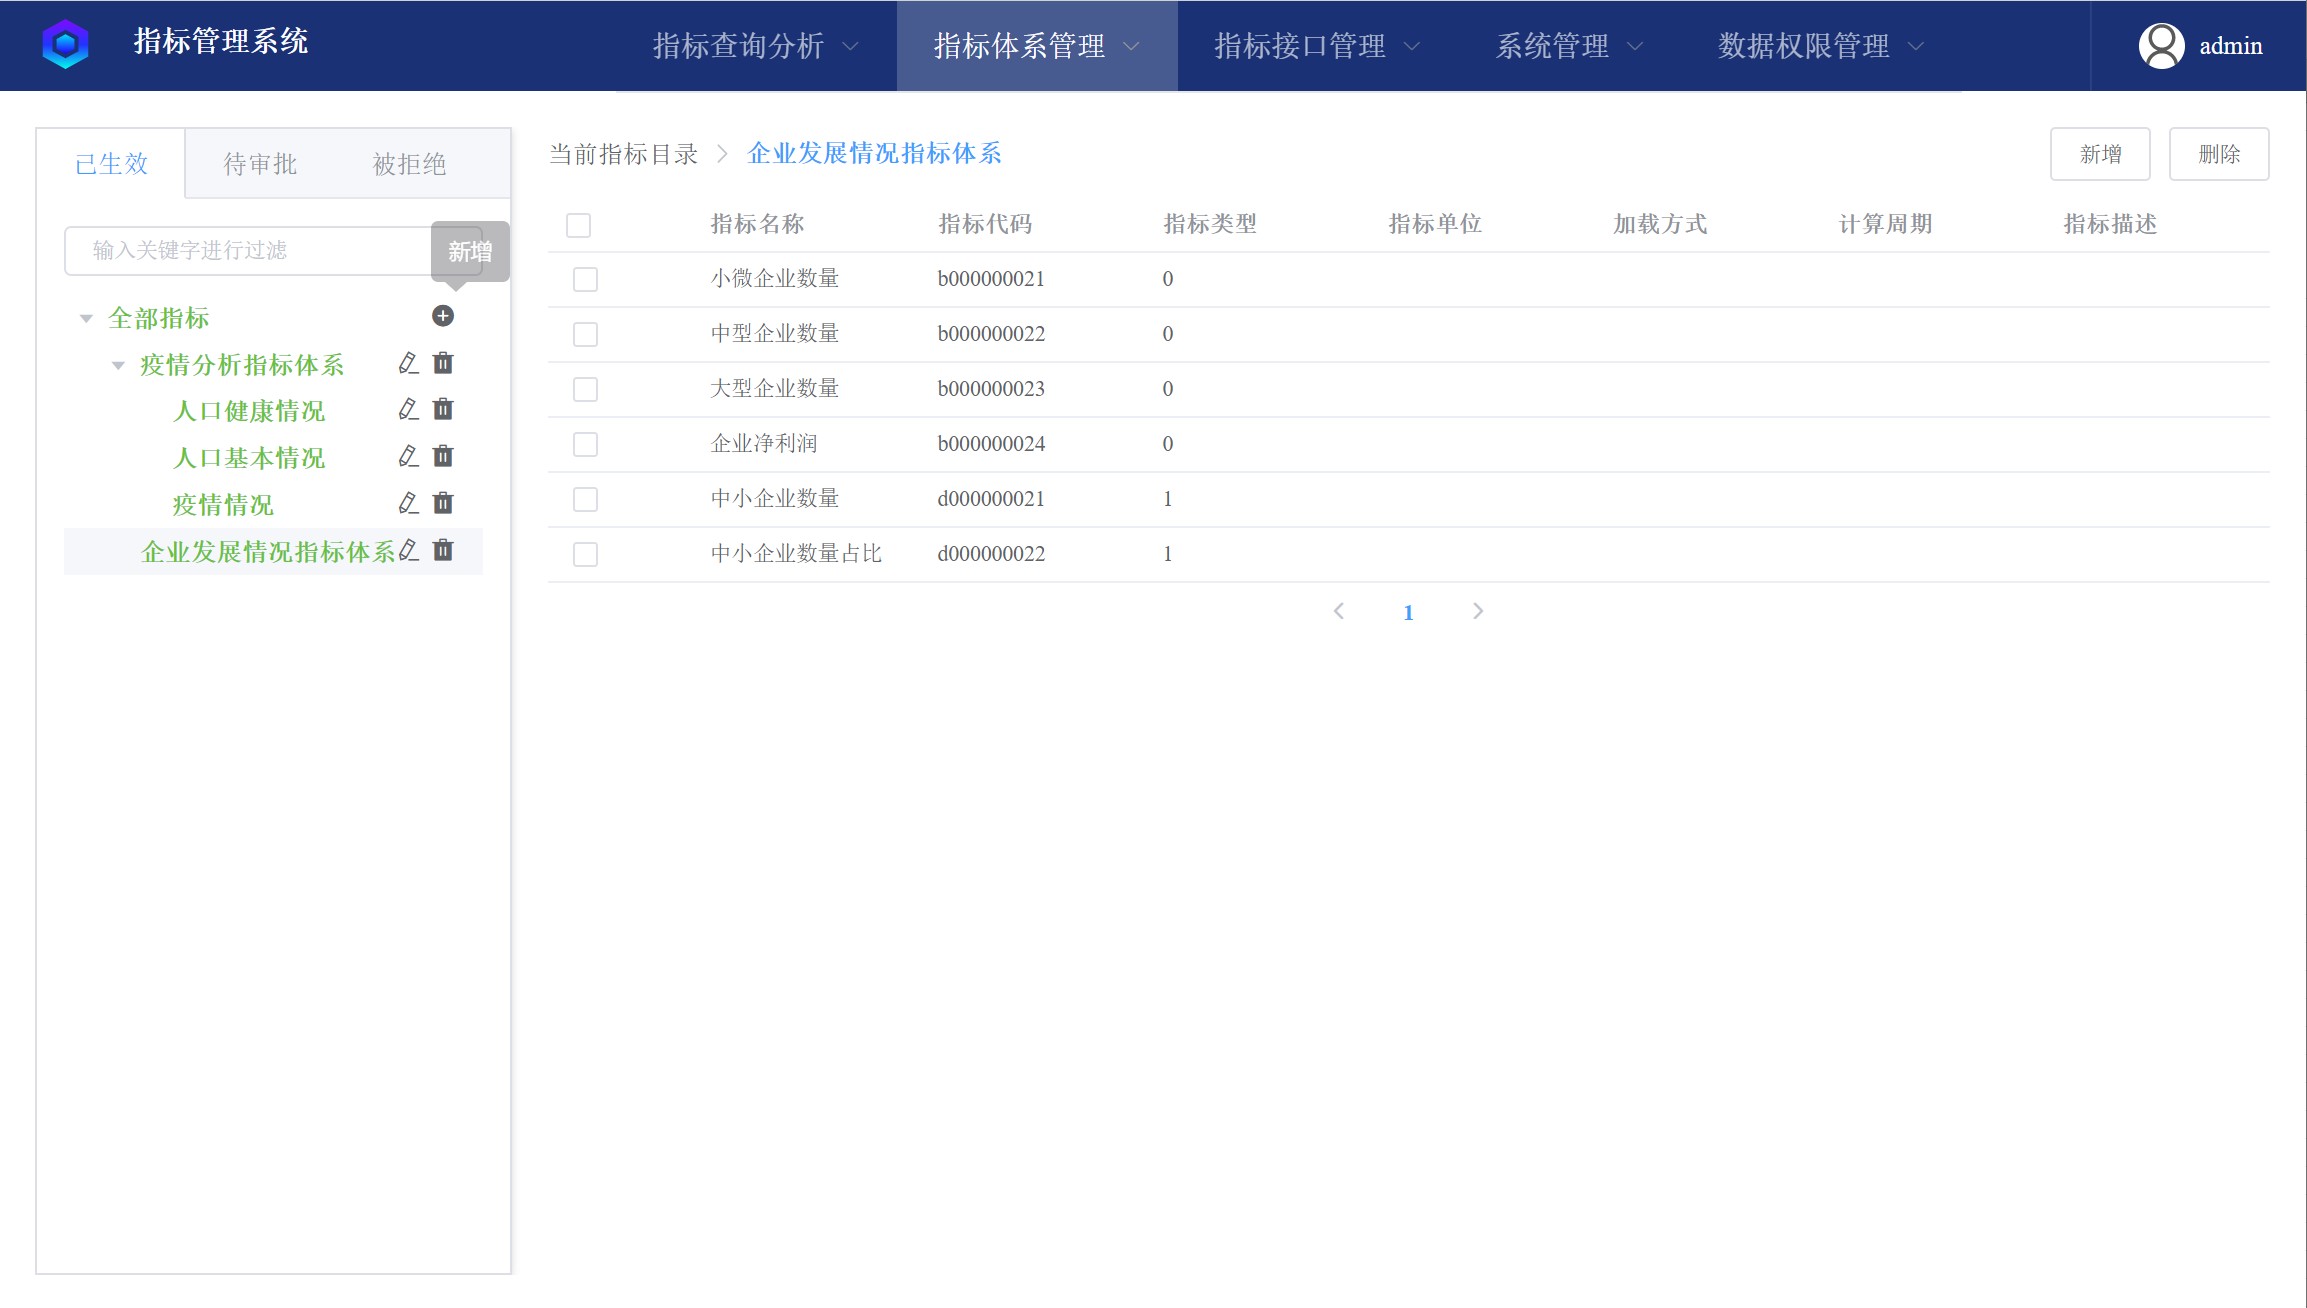 指标管理系统
指标查询分析 指标体系管理 指标接口管理 系统管理 数据权限管理 admin
已生效 待审批 被拒绝
输入关键字进行过滤 新增
全部指标
疫情分析指标体系
人口健康情况
人口基本情况
疫情情况
企业发展情况指标体系
当前指标目录 企业发展情况指标体系 新增 删除
指标名称 指标代码 指标类型 指标单位 加载方式 计算周期 指标描述
小微企业数量 b000000021 0
中型企业数量 b000000022 0
大型企业数量 b000000023 0
企业净利润 b000000024 0
中小企业数量 d000000021 1
中小企业数量占比 d000000022 1
1